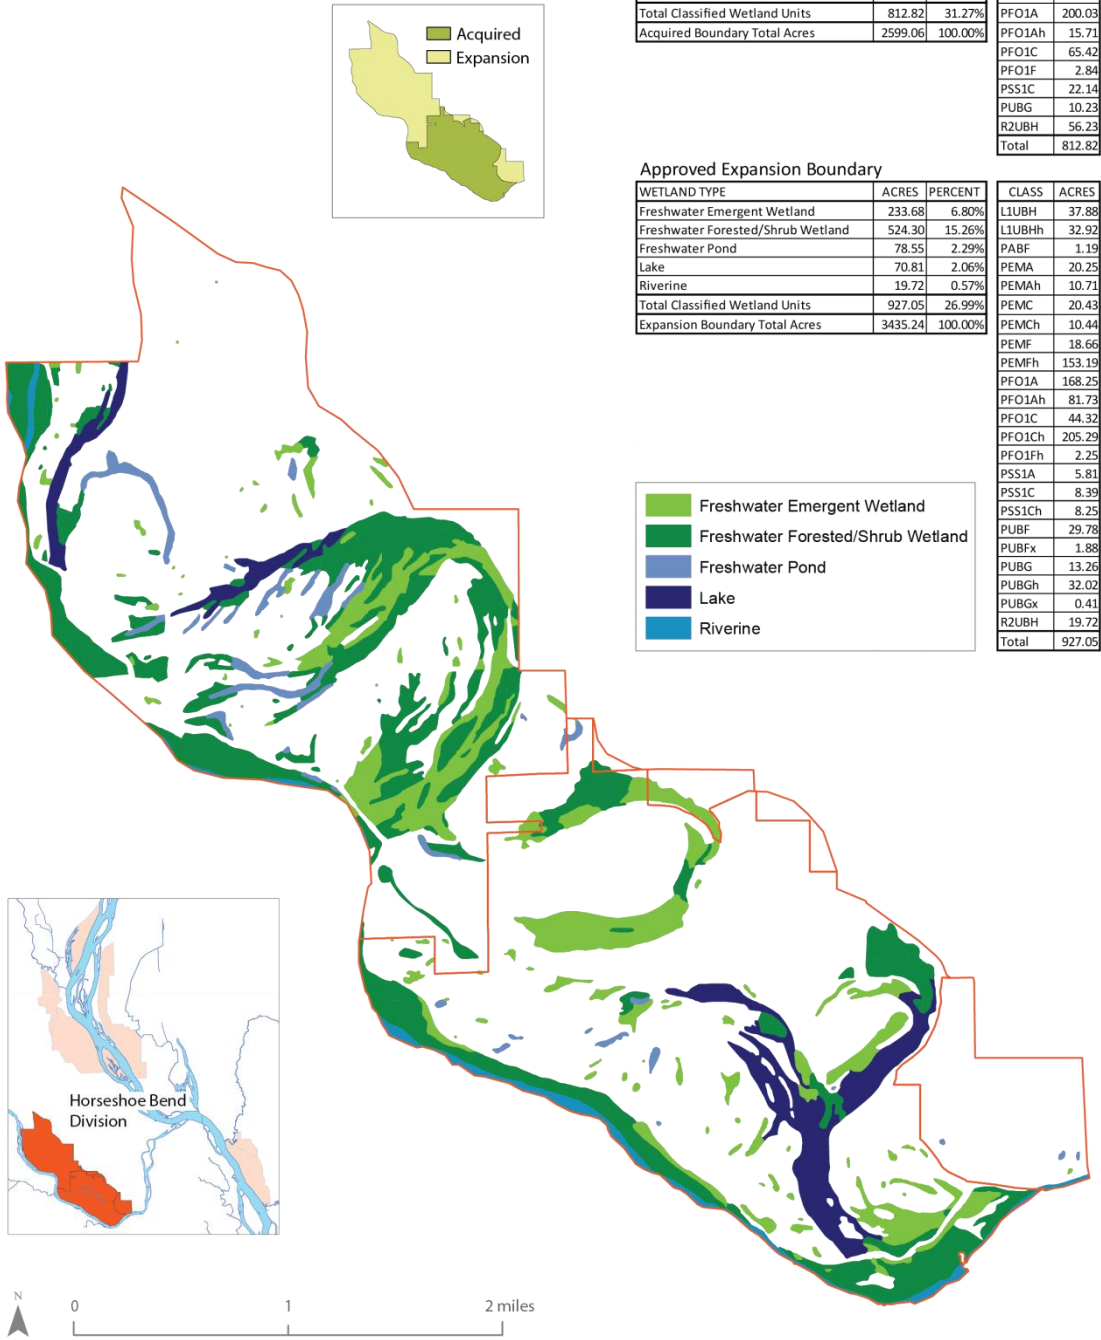 Acquired
Expansion
Total Classified Wetland Units 812.82 31.27%
Acquired Boundary Total Acres 2599.06 100.00%
PFO1A 200.03
PFO1Ah 15.71
PFO1C 65.42
PFO1F 2.84
PSS1C 22.14
PUBG 10.23
R2UBH 56.23
Total 812.82
Approved Expansion Boundary
WETLAND TYPE ACRES PERCENT
Freshwater Emergent Wetland 233.68 6.80%
Freshwater Forested/Shrub Wetland 524.30 15.26%
Freshwater Pond 78.55 2.29%
Lake 70.81 2.06%
Riverine 19.72 0.57%
Total Classified Wetland Units 927.05 26.99%
Expansion Boundary Total Acres 3435.24 100.00%
CLASS ACRES
L1UBH 37.88
L1UBHh 32.92
PABF 1.19
PEMA 20.25
PEMAh 10.71
PEMC 20.43
PEMCh 10.44
PEMF 18.66
PEMFh 153.19
PFO1A 168.25
PFO1Ah 81.73
PFO1C 44.32
PFO1Ch 205.29
PFO1Fh 2.25
PSS1A 5.81
PSS1C 8.39
PSS1Ch 8.25
PUBF 29.78
PUBFx 1.88
PUBG 13.26
PUBGh 32.02
PUBGx 0.41
R2UBH 19.72
Total 927.05
Freshwater Emergent Wetland
Freshwater Forested/Shrub Wetland
Freshwater Pond
Lake
Riverine
Horseshoe Bend
Division
N
0 1 2 miles